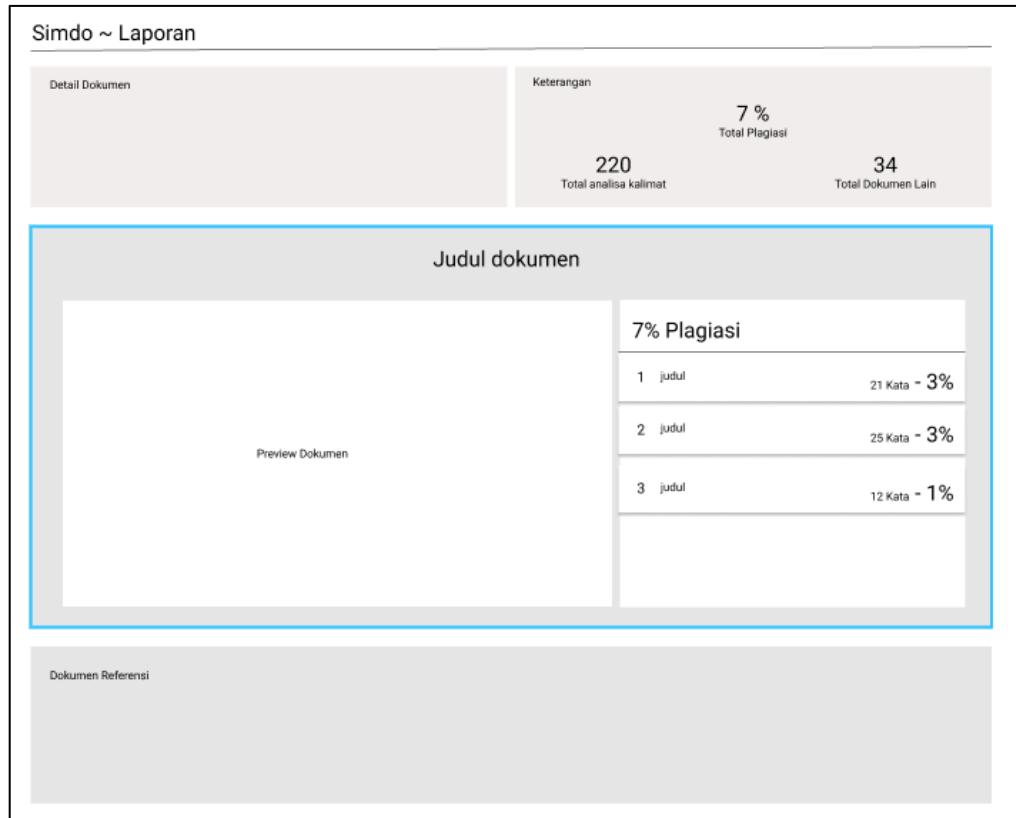 Simdo ~ Laporan
Detail Dokumen
Keterangan
7 %
Total Plagiasi
220
Total analisa kalimat
34
Total Dokumen Lain
Judul dokumen
Preview Dokumen
7% Plagiasi
1 judul 21 Kata - 3%
2 judul 25 Kata - 3%
3 judul 12 Kata - 1%
Dokumen Referensi